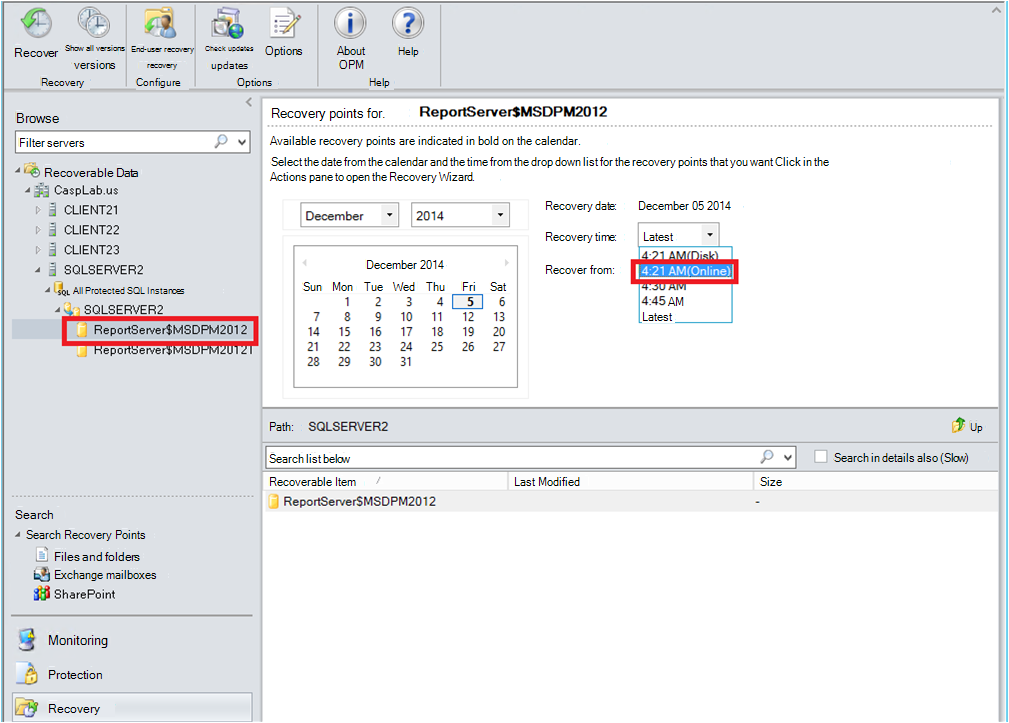 Recover
Show all versions
versions
Recovery
End-user recovery
recovery
Configure
Check updates
updates
Options
Options
About
OPM
Help
Help
Browse
Filter servers
Recoverable Data
CaspLab.us
CLIENT21
CLIENT22
CLIENT23
SQLSERVER2
All Protected SQL Instances
SQLSERVER2
ReportServer$MSDPM2012
ReportServer$MSDPM2012T
Search
Search Recovery Points
Files and folders
Exchange mailboxes
SharePoint
Monitoring
Protection
Recovery
Recovery points for. ReportServer$MSDPM2012
Available recovery points are indicated in bold on the calendar.
Select the date from the calendar and the time from the drop down list for the recovery points that you want Click in the
Actions pane to open the Recovery Wizard.
December 2014
December 2014
Sun Mon Tue Wed Thu Fri Sat
1 2 3 4 5 6
7 8 9 10 11 12 13
14 15 16 17 18 19 20
21 22 23 24 25 26 27
28 29 30 31
Recovery date: December 05 2014
Recovery time: Latest
Recover from:
4:21 AM(Disk)
4:21 AM(Online)
4:30 AM
4:45 AM
Latest
Path: SQLSERVER2
Up
Search list below
Search in details also (Slow)
Recoverable Item / Last Modified Size
ReportServer$MSDPM2012 -